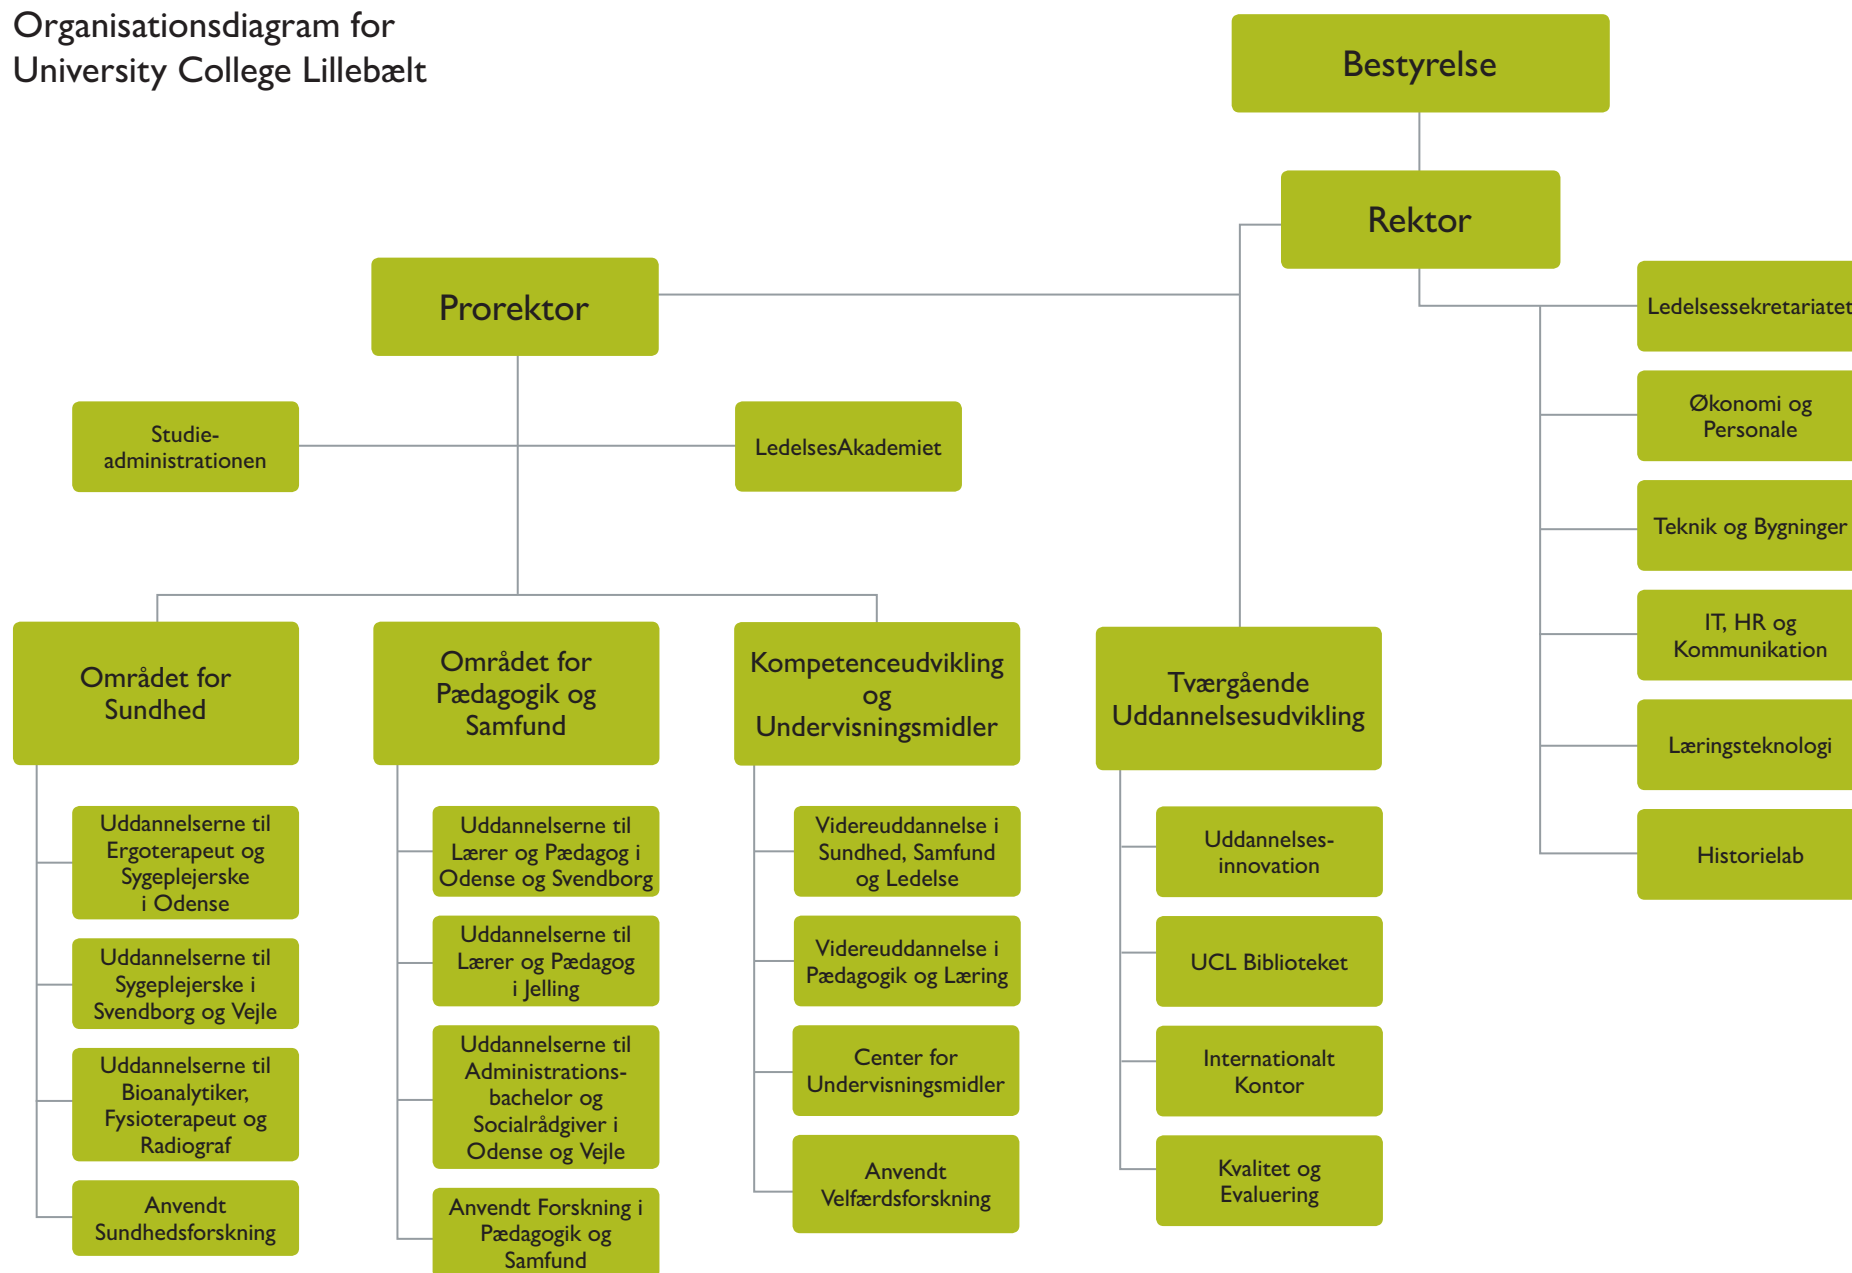 Organisationsdiagram for
University College Lillebælt
Bestyrelse
Rektor
Prorektor
Ledelsessekretariatet
Økonomi og
Personale
Teknik og Bygninger
IT, HR og
Kommunikation
Læringsteknologi
Historielab
Studie-
administrationen
LedelsesAkademiet
Området for
Sundhed
Uddannelserne til
Ergoterapeut og
Sygeplejerske
i Odense
Uddannelserne til
Sygeplejerske i
Svendborg og Vejle
Uddannelserne til
Bioanalytiker,
Fysioterapeut og
Radiograf
Anvendt
Sundhedsforskning
Området for
Pædagogik og
Samfund
Uddannelserne til
Lærer og Pædagog i
Odense og Svendborg
Uddannelserne til
Lærer og Pædagog
i Jelling
Uddannelserne til
Administrations-
bachelor og
Socialrådgiver i
Odense og Vejle
Anvendt Forskning i
Pædagogik og
Samfund
Kompetenceudvikling
og
Undervisningsmidler
Videreuddannelse i
Sundhed, Samfund
og Ledelse
Videreuddannelse i
Pædagogik og Læring
Center for
Undervisningsmidler
Anvendt
Velfærdsforskning
Tværgående
Uddannelsesudvikling
Uddannelses-
innovation
UCL Biblioteket
Internationalt
Kontor
Kvalitet og
Evaluering